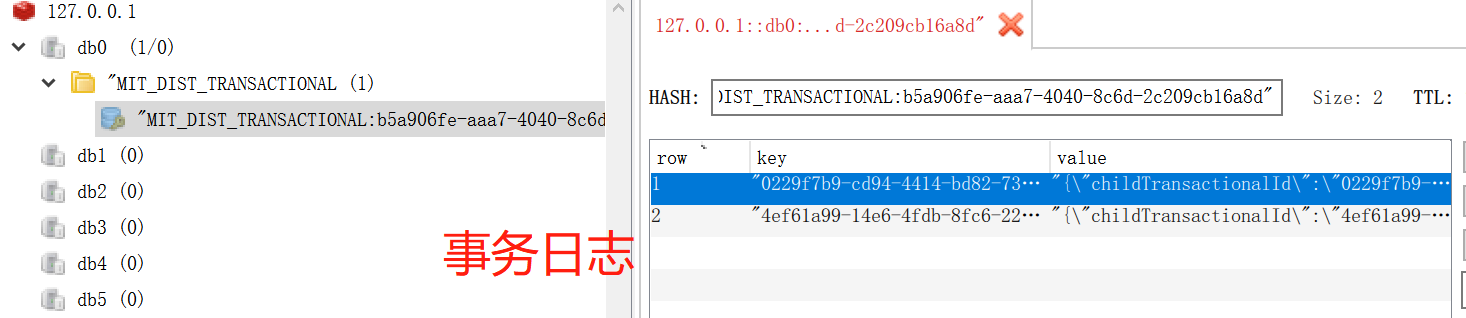 127.0.0.1
db0 (1/0)
"MIT_DIST_TRANSACTIONAL (1)
"MIT_DIST_TRANSACTIONAL:b5a906fe-aaa7-4040-8c6d
db1 (0)
db2 (0)
db3 (0)
db4 (0)
db5 (0)
事务日志
127.0.0.1::db0:...d-2c209cb16a8d"
HASH: DIST_TRANSACTIONAL:b5a906fe-aaa7-4040-8c6d-2c209cb16a8d" Size: 2 TTL:
row key value
1 "0229f7b9-cd94-4414-bd82-73… "{\"childTransactionalId\":\"0229f7b9-…
2 "4ef61a99-14e6-4fdb-8fc6-22… "{\"childTransactionalId\":\"4ef61a99-…